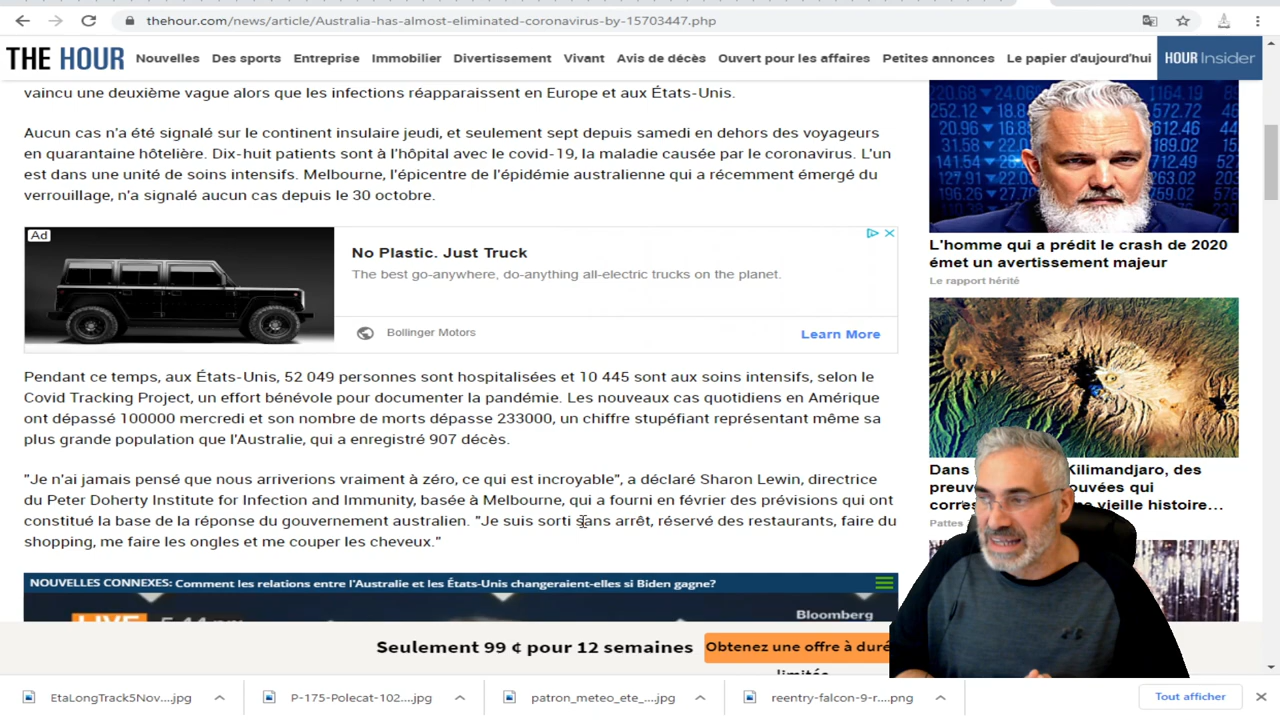 thehour.com/news/article/Australia-has-almost-eliminated-coronavirus-by-15703447.php
THE HOUR
Nouvelles
Des sports
Entreprise
Immobilier
Divertissement
Vivant
Avis de décès
Ouvert pour les affaires
Petites annonces
Le papier d'aujourd'hui
HOUR Insider
vaincu une deuxième vague alors que les infections réapparaissent en Europe et aux États-Unis.
Aucun cas n'a été signalé sur le continent insulaire jeudi, et seulement sept depuis samedi en dehors des voyageurs
en quarantaine hôtelière. Dix-huit patients sont à l'hôpital avec le covid-19, la maladie causée par le coronavirus. L'un
est dans une unité de soins intensifs. Melbourne, l'épicentre de l'épidémie australienne qui a récemment émergé du
verrouillage, n'a signalé aucun cas depuis le 30 octobre.
Ad
No Plastic. Just Truck
The best go-anywhere, do-anything all-electric trucks on the planet.
Bollinger Motors
Learn More
Pendant ce temps, aux États-Unis, 52 049 personnes sont hospitalisées et 10 445 sont aux soins intensifs, selon le
Covid Tracking Project, un effort bénévole pour documenter la pandémie. Les nouveaux cas quotidiens en Amérique
ont dépassé 100000 mercredi et son nombre de morts dépasse 233000, un chiffre stupéfiant représentant même sa
plus grande population que l'Australie, qui a enregistré 907 décès.
"Je n'ai jamais pensé que nous arriverions vraiment à zéro, ce qui est incroyable", a déclaré Sharon Lewin, directrice
du Peter Doherty Institute for Infection and Immunity, basée à Melbourne, qui a fourni en février des prévisions qui ont
constitué la base de la réponse du gouvernement australien. "Je suis sorti sans arrêt, réservé des restaurants, faire du
shopping, me faire les ongles et me couper les cheveux."
NOUVELLES CONNEXES: Comment les relations entre l'Australie et les États-Unis changeraient-elles si Biden gagne?
LIVE
Bloomberg
L'homme qui a prédit le crash de 2020
émet un avertissement majeur
Le rapport hérité
Dans
Kilimandjaro, des
vieille histoire…
Pattes
Seulement 99 ¢ pour 12 semaines
Obtenez une offre à duré
limitée
EtaLongTrack5Nov....jpg
P-175-Polecat-102....jpg
patron_meteo_ete_....jpg
reentry-falcon-9-r....png
Tout afficher